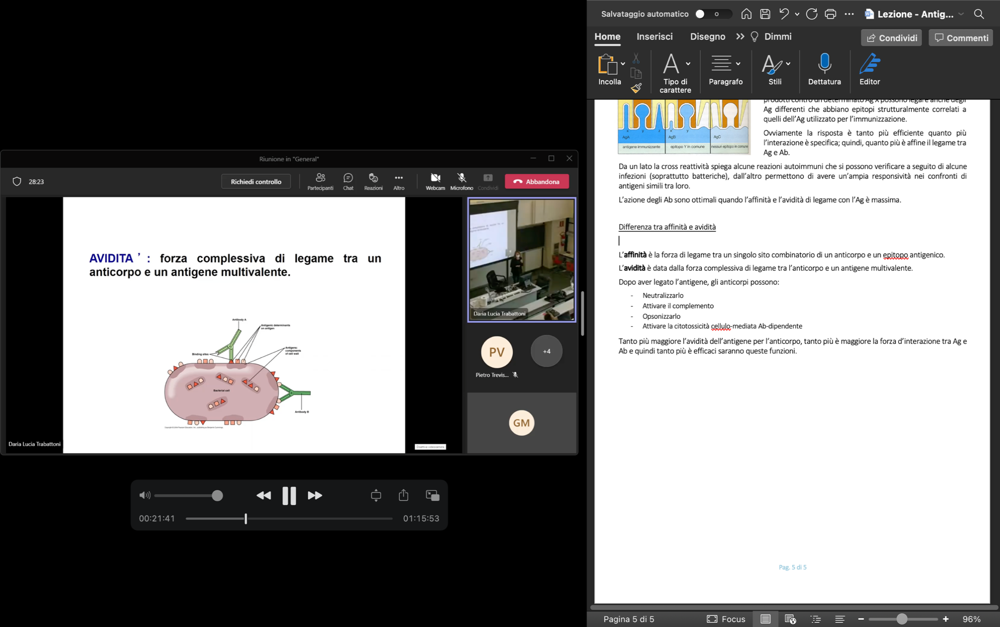 Riunione in "General"
28:23
Richiedi controllo
Partecipanti
Chat
Reazioni
Altro
Webcam
Microfono
Condividi
Abbandona
AVIDITA ’ : forza complessiva di legame tra un
anticorpo e un antigene multivalente.
Antibody A
Antigenic determinants
on antigen
Antigens:
components
of cell wall
Binding sites
Bacterial cell
Antibody B
Copyright © 2004 Pearson Education, Inc., publishing as Benjamin Cummings.
Daria Lucia Trabattoni
Disattiva videocamera
Daria Lucia Trabattoni
PV
+4
Pietro Trevis...
GM
00:21:41
01:15:53
Salvataggio automatico
Lezione - Antig...
Home
Inserisci
Disegno
Dimmi
Condividi
Commenti
Incolla
Tipo di
carattere
Paragrafo
Stili
Dettatura
Editor
x y z x' y
AgA AgB AgC
antigene immunizzante epitopo Y in comune nessun epitopo in comune
prodotti contro un determinato Ag X possono legare anche degli
Ag differenti che abbiano epitopi strutturalmente correlati a
quelli dell’Ag utilizzato per l’immunizzazione.
Ovviamente la risposta è tanto più efficiente quanto più
l’interazione è specifica; quindi, quanto più è affine il legame tra
Ag e Ab.
Da un lato la cross reattività spiega alcune reazioni autoimmuni che si possono verificare a seguito di alcune
infezioni (soprattutto batteriche), dall’altro permettono di avere un’ampia responsività nei confronti di
antigeni simili tra loro.
L’azione degli Ab sono ottimali quando l’affinità e l’avidità di legame con l’Ag è massima.
Differenza tra affinità e avidità
L’affinità è la forza di legame tra un singolo sito combinatorio di un anticorpo e un epitopo antigenico.
L’avidità è data dalla forza complessiva di legame tra l’anticorpo e un antigene multivalente.
Dopo aver legato l’antigene, gli anticorpi possono:
- Neutralizzarlo
- Attivare il complemento
- Opsonizzarlo
- Attivare la citotossicità cellulo-mediata Ab-dipendente
Tanto più maggiore l’avidità dell’antigene per l’anticorpo, tanto più è maggiore la forza d’interazione tra Ag e
Ab e quindi tanto più è efficaci saranno queste funzioni.
Pag. 5 di 5
Pagina 5 di 5
Focus
96%